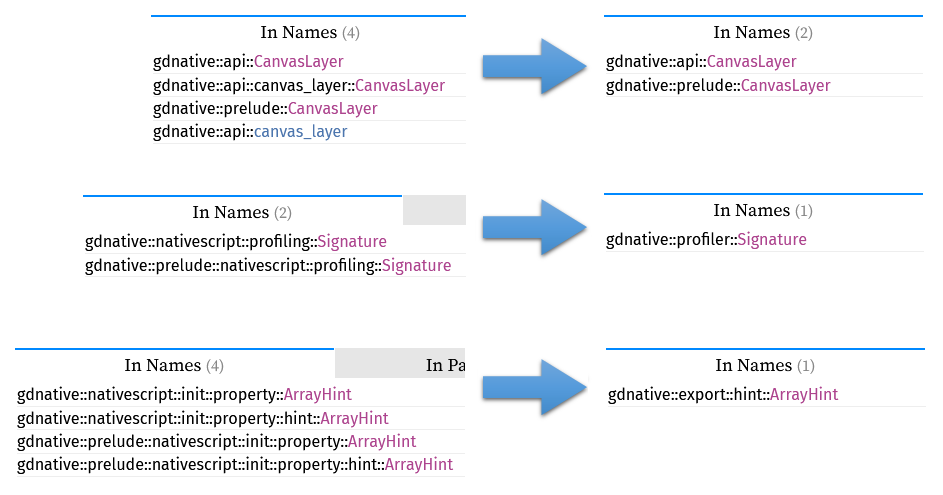 In Names (4)
gdnative::api::CanvasLayer
gdnative::api::canvas_layer::CanvasLayer
gdnative::prelude::CanvasLayer
gdnative::api::canvas_layer
In Names (2)
gdnative::api::CanvasLayer
gdnative::prelude::CanvasLayer
In Names (2)
gdnative::nativescript::profiling::Signature
gdnative::prelude::nativescript::profiling::Signature
In Names (1)
gdnative::profiler::Signature
In Names (4)
In Pa
gdnative::nativescript::init::property::ArrayHint
gdnative::nativescript::init::property::hint::ArrayHint
gdnative::prelude::nativescript::init::property::ArrayHint
gdnative::prelude::nativescript::init::property::hint::ArrayHint
In Names (1)
gdnative::export::hint::ArrayHint